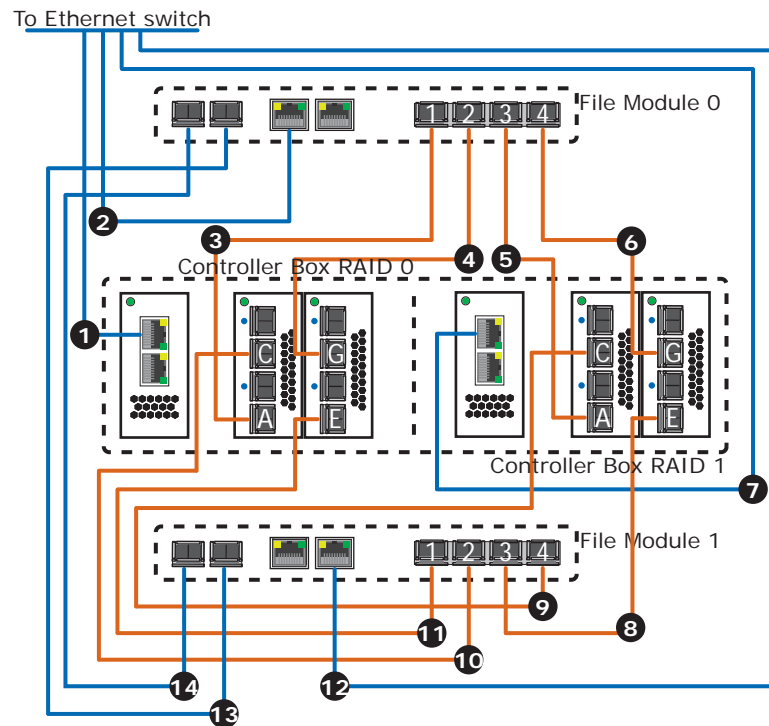 To Ethernet switch
1 2 3 4
File Module 0
2
3
4
5
6
Controller Box RAID 0
1
C G
A E
C G
A E
Controller Box RAID 1
7
File Module 1
1 2 3 4
9
11
8
10
14
12
13